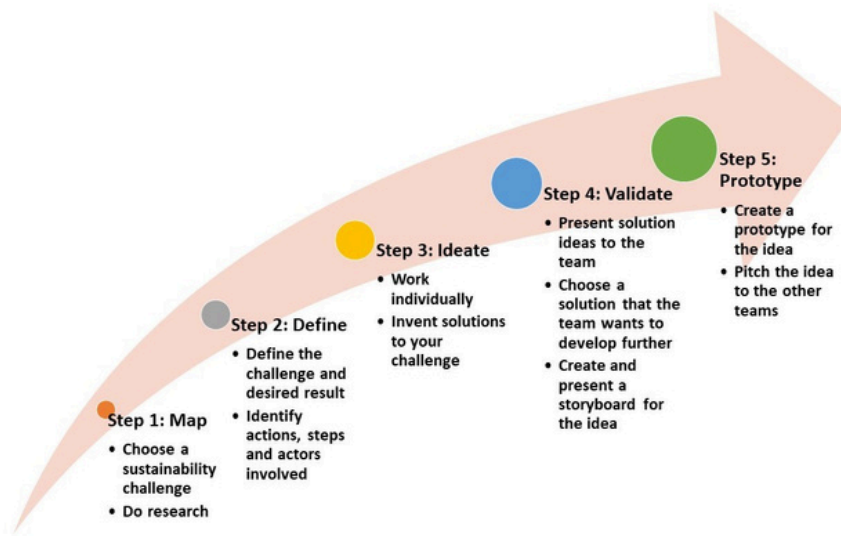 Step 1: Map
• Choose a
sustainability
challenge
• Do research
Step 2: Define
• Define the
challenge and
desired result
• Identify
actions, steps
and actors
involved
Step 3: Ideate
• Work
individually
• Invent solutions
to your
challenge
Step 4: Validate
• Present solution
ideas to the
team
• Choose a
solution that the
team wants to
develop further
• Create and
present a
storyboard for
the idea
Step 5:
Prototype
• Create a
prototype for
the idea
• Pitch the idea
to the other
teams